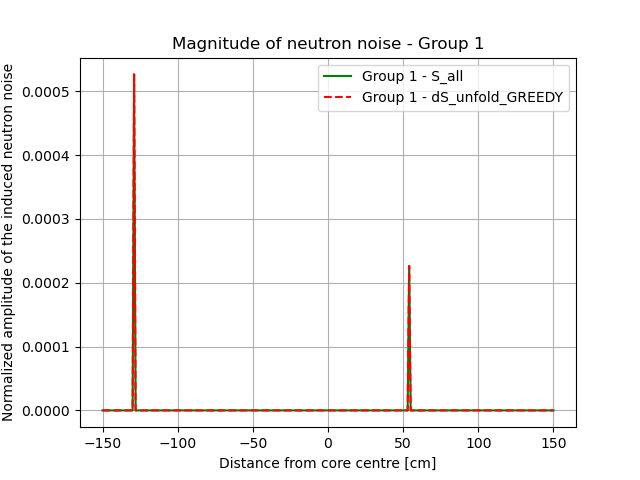 Magnitude of neutron noise - Group 1
Group 1 - S_all
Group 1 - dS_unfold_GREEDY
Normalized amplitude of the induced neutron noise
0.0005
0.0004
0.0003
0.0002
0.0001
0.0000
−150 −100 −50 0 50 100 150
Distance from core centre [cm]